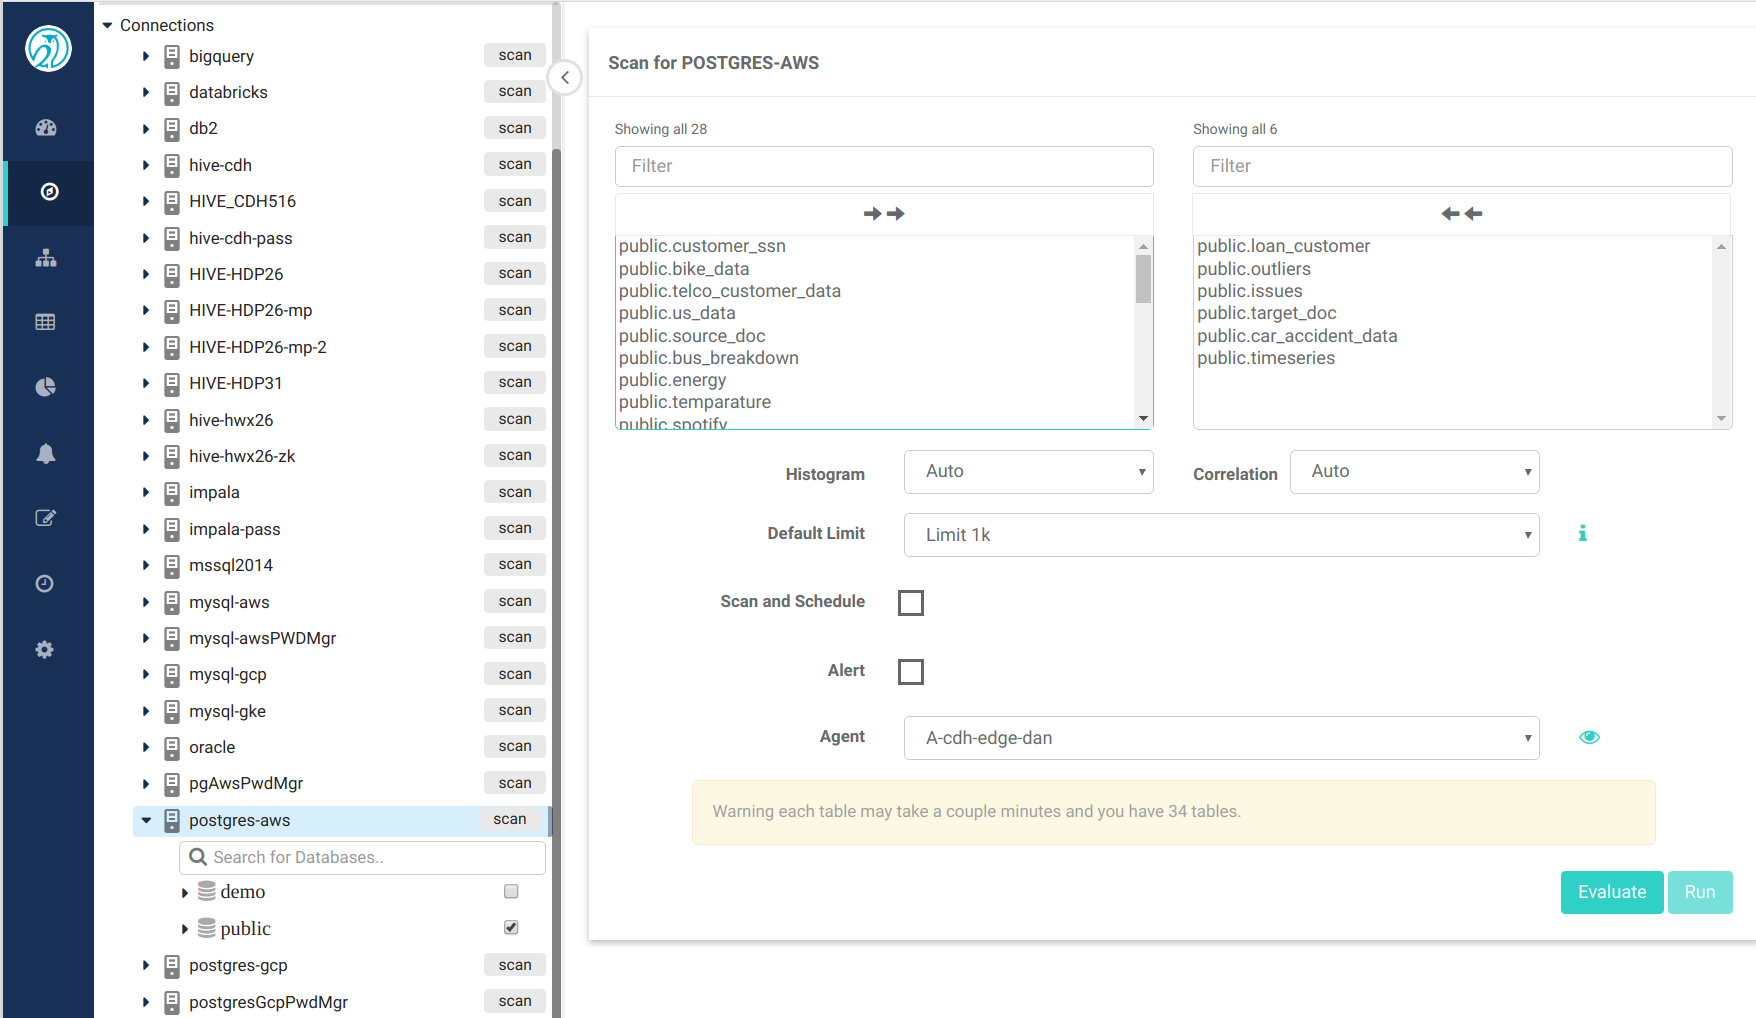 Connections
bigquery scan
databricks scan
db2 scan
hive-cdh scan
HIVE_CDH516 scan
hive-cdh-pass scan
HIVE-HDP26 scan
HIVE-HDP26-mp scan
HIVE-HDP26-mp-2 scan
HIVE-HDP31 scan
hive-hwx26 scan
hive-hwx26-zk scan
impala scan
impala-pass scan
mssql2014 scan
mysql-aws scan
mysql-awsPWDMgr scan
mysql-gcp scan
mysql-gke scan
oracle scan
pgAwsPwdMgr scan
postgres-aws scan
Search for Databases..
demo
public
postgres-gcp scan
postgresGcpPwdMgr scan
Scan for POSTGRES-AWS
Showing all 28
Filter
public.customer_ssn
public.bike_data
public.telco_customer_data
public.us_data
public.source_doc
public.bus_breakdown
public.energy
public.temparature
public.spotify
Showing all 6
Filter
public.loan_customer
public.outliers
public.issues
public.target_doc
public.car_accident_data
public.timeseries
Histogram Auto Correlation Auto
Default Limit Limit 1k
Scan and Schedule
Alert
Agent A-cdh-edge-dan
Warning each table may take a couple minutes and you have 34 tables.
Evaluate Run